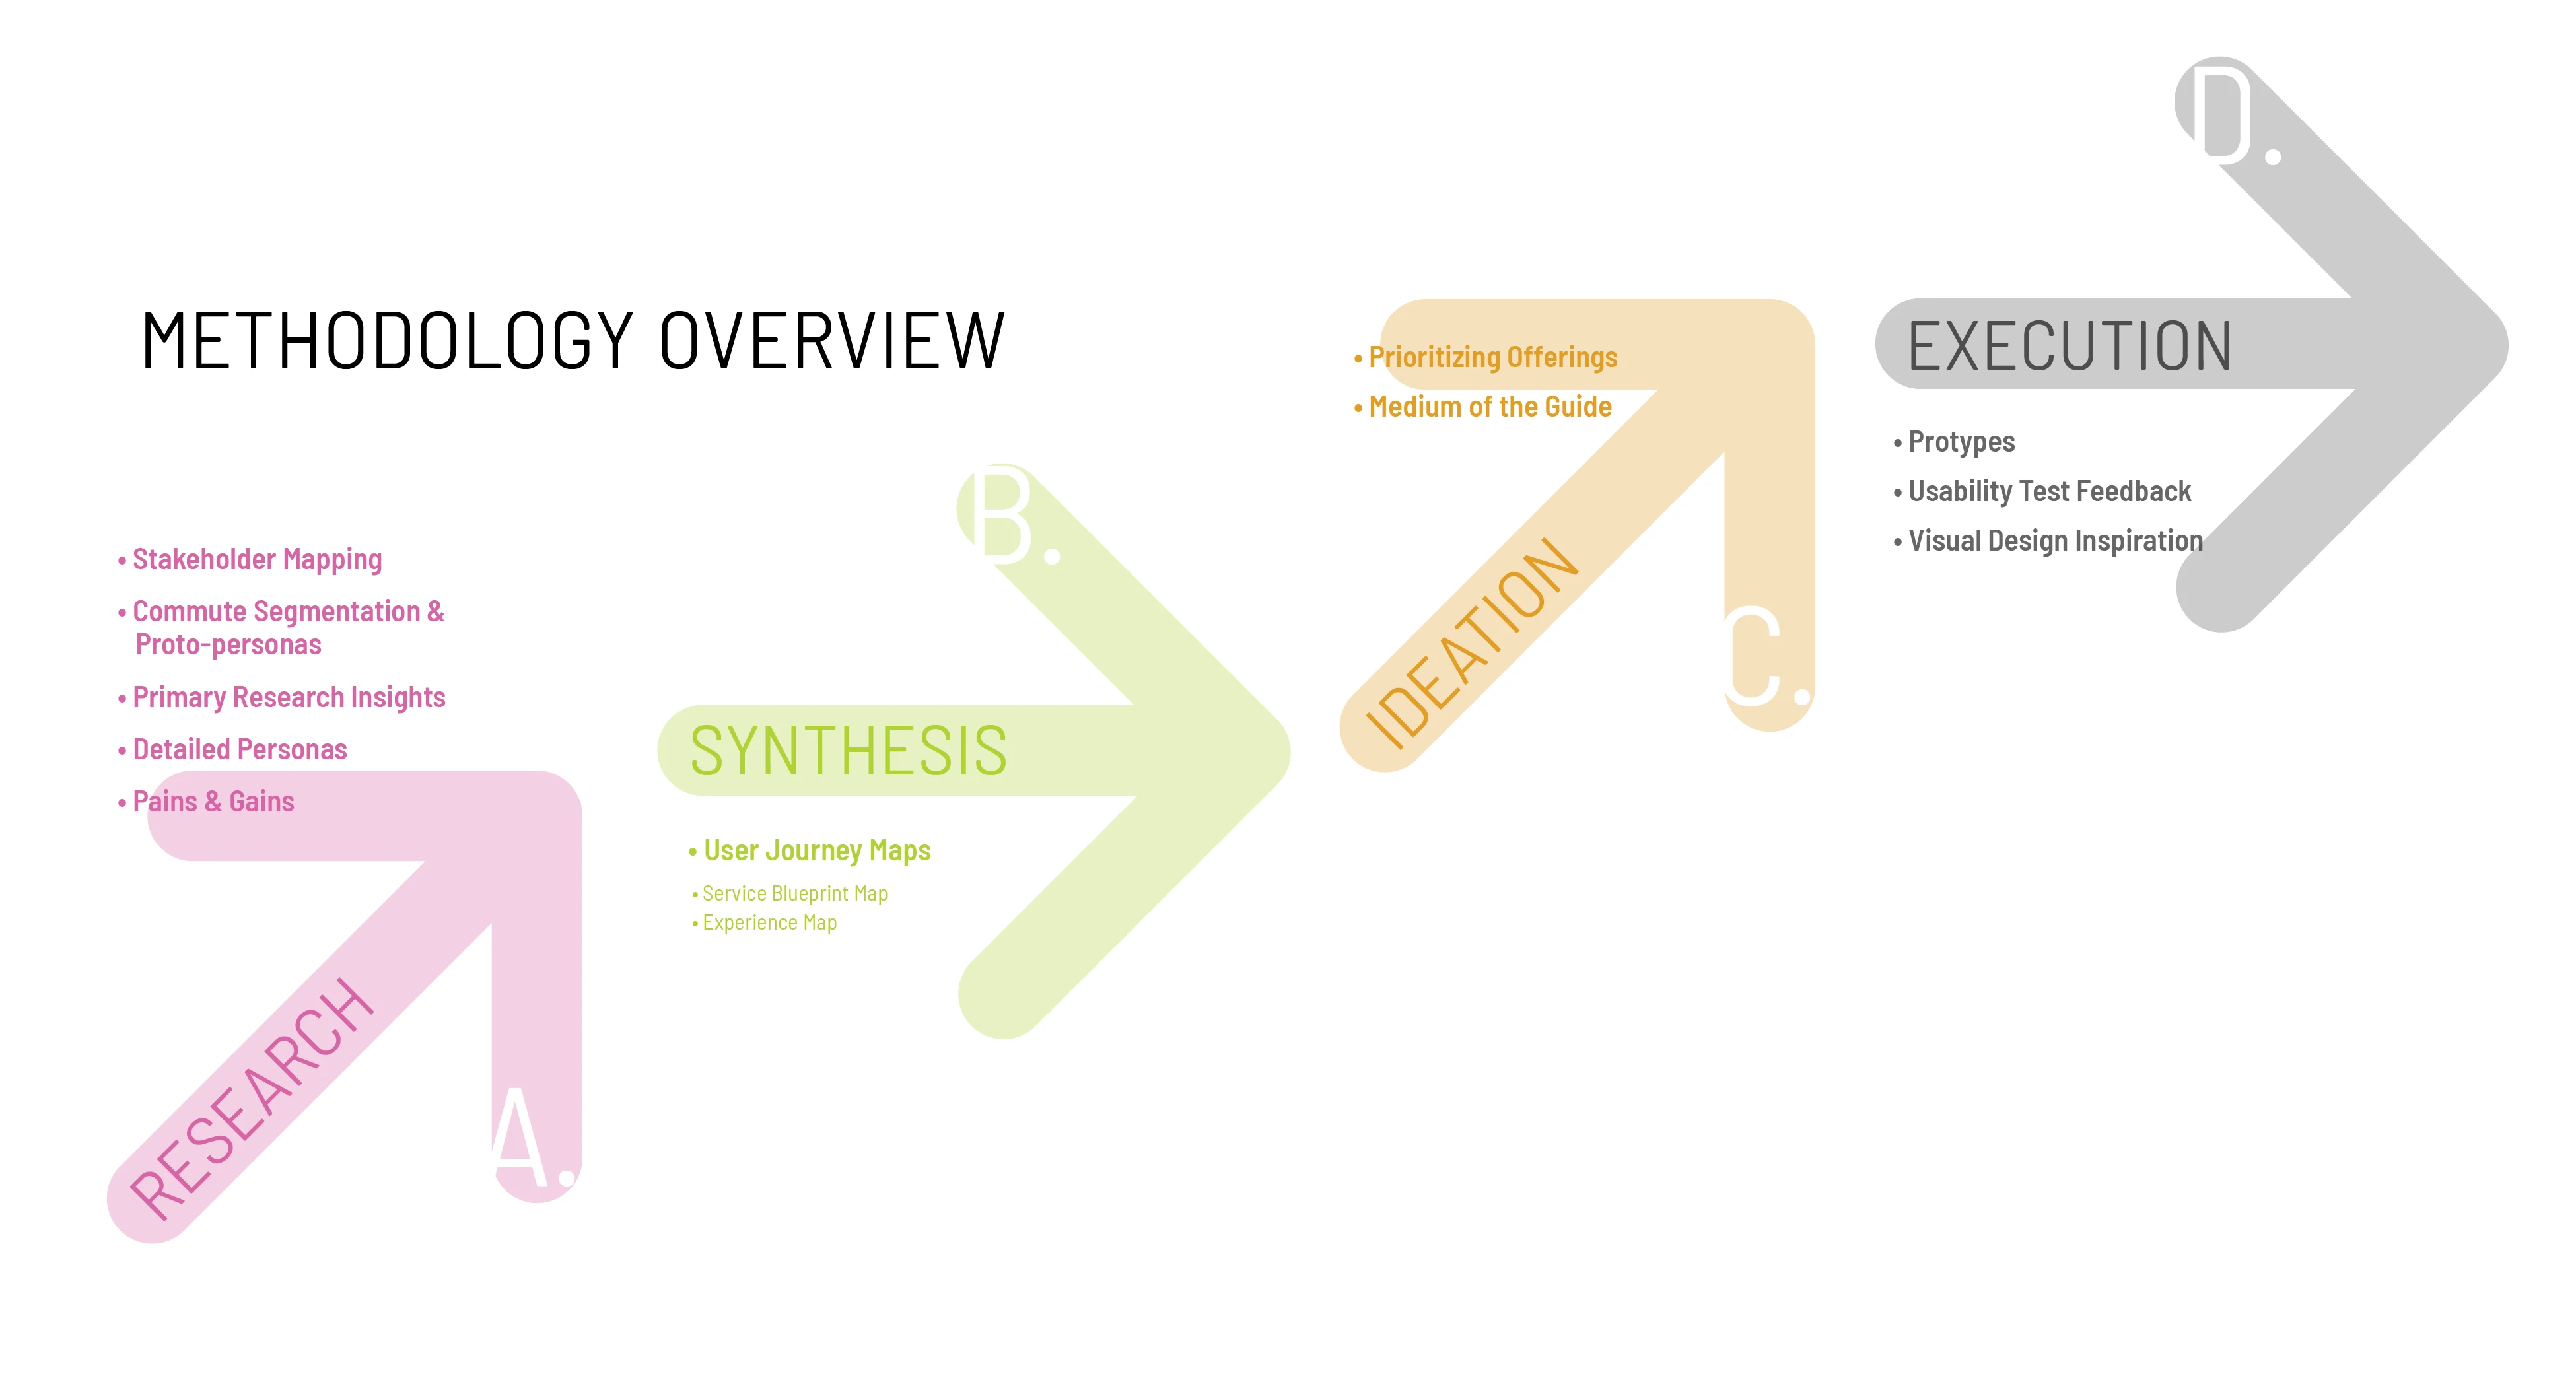 METHODOLOGY OVERVIEW
• Stakeholder Mapping
• Commute Segmentation &
Proto-personas
• Primary Research Insights
• Detailed Personas
• Pains & Gains
RESEARCH
A.
B.
SYNTHESIS
• User Journey Maps
• Service Blueprint Map
• Experience Map
• Prioritizing Offerings
• Medium of the Guide
IDEATION
C.
D.
EXECUTION
• Protypes
• Usability Test Feedback
• Visual Design Inspiration